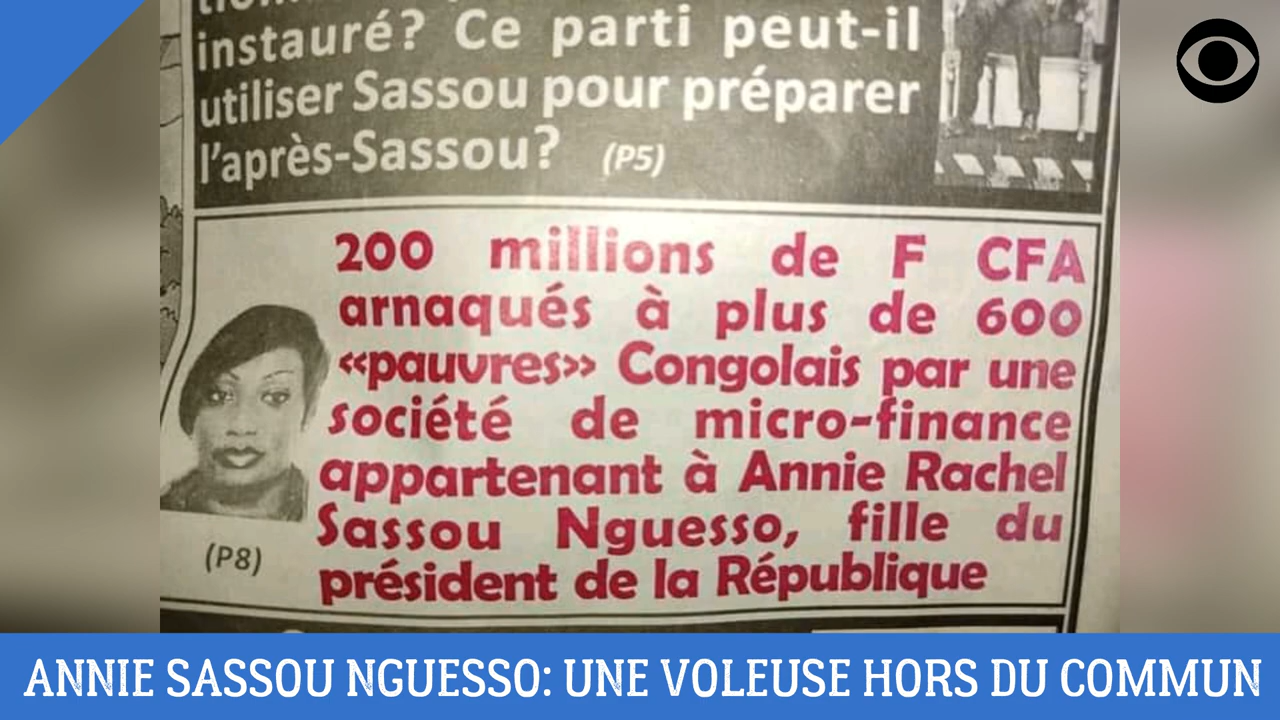 instauré? Ce parti peut-il
utiliser Sassou pour préparer
l'après-Sassou? (P5)
200 millions de F CFA
arnaqués à plus de 600
«pauvres» Congolais par une
société de micro-finance
appartenant à Annie Rachel
Sassou Nguesso, fille du
président de la République
(P8)
ANNIE SASSOU NGUESSO: UNE VOLEUSE HORS DU COMMUN